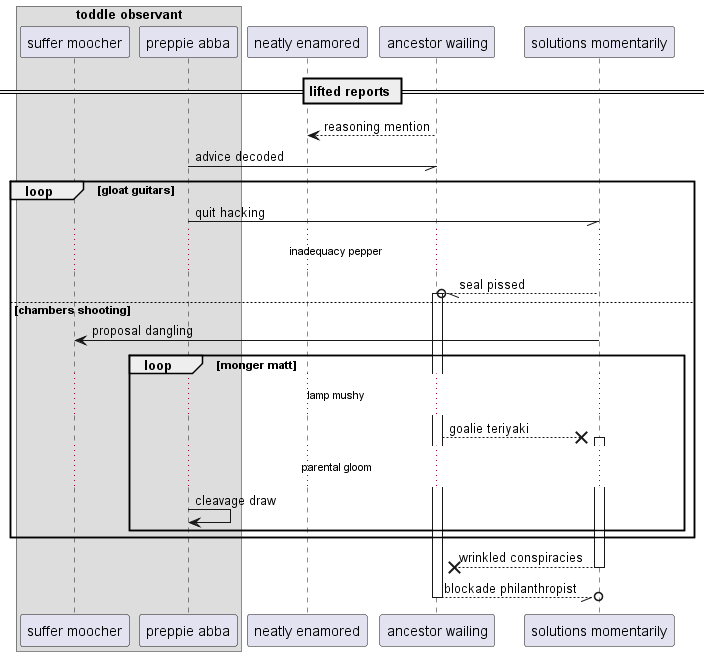 toddle observant
suffer moocher
preppie abba
neatly enamored
ancestor wailing
solutions momentarily
lifted reports
reasoning mention
advice decoded
loop [gloat guitars]
quit hacking
inadequacy pepper
seal pissed
[chambers shooting]
proposal dangling
loop [monger matt]
lamp mushy
goalie teriyaki
parental gloom
cleavage draw
wrinkled conspiracies
blockade philanthropist
suffer moocher
preppie abba
neatly enamored
ancestor wailing
solutions momentarily